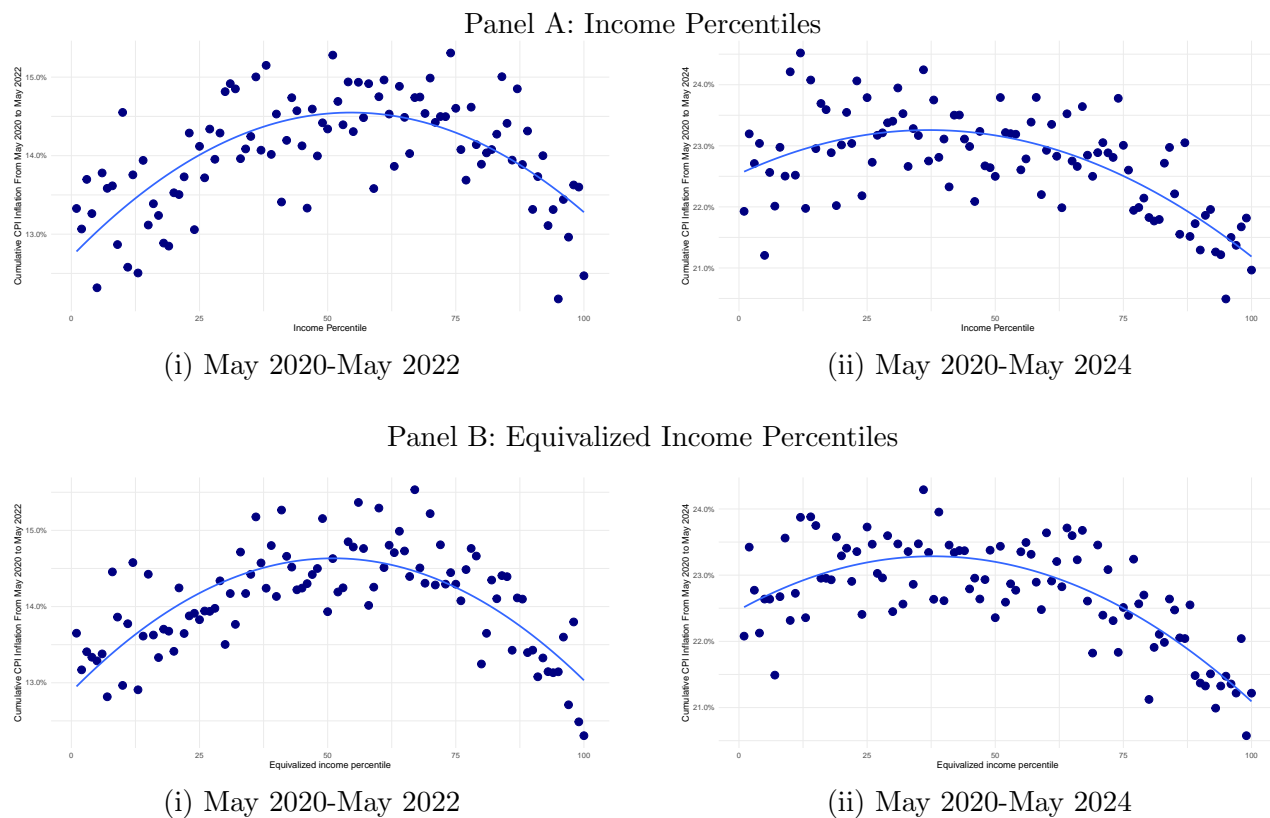 Panel A: Income Percentiles
Cumulative CPI Inflation From May 2020 to May 2022
15.0%
14.0%
13.0%
0 25 50 75 100
Income Percentile
(i) May 2020-May 2022
Cumulative CPI Inflation From May 2020 to May 2024
24.0%
23.0%
22.0%
21.0%
0 25 50 75 100
Income Percentile
(ii) May 2020-May 2024
Panel B: Equivalized Income Percentiles
Cumulative CPI Inflation From May 2020 to May 2022
15.0%
14.0%
13.0%
0 25 50 75 100
Equivalized income percentile
(i) May 2020-May 2022
Cumulative CPI Inflation From May 2020 to May 2024
24.0%
23.0%
22.0%
21.0%
0 25 50 75 100
Equivalized income percentile
(ii) May 2020-May 2024